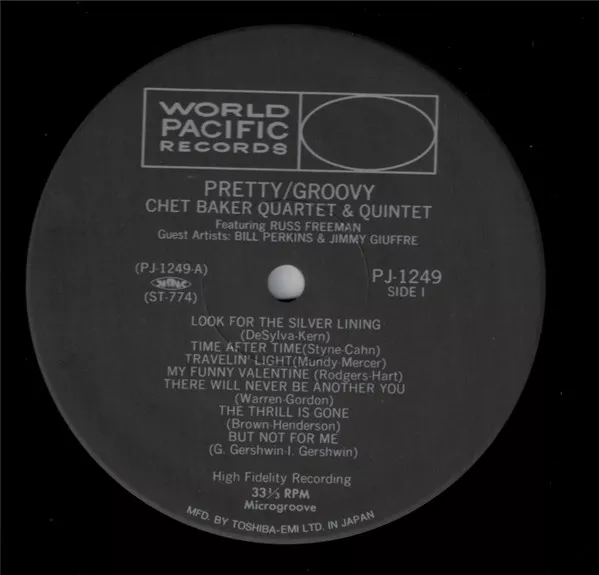 WORLD
PACIFIC
RECORDS
PRETTY/GROOVY
CHET BAKER QUARTET & QUINTET
Featuring RUSS FREEMAN
Guest Artists: BILL PERKINS & JIMMY GIUFFRE
(PJ-1249-A)
MONO
(ST-774)
PJ-1249
SIDE I
LOOK FOR THE SILVER LINING
(DeSylva-Kern)
TIME AFTER TIME(Styne-Cahn)
TRAVELIN' LIGHT(Mundy-Mercer)
MY FUNNY VALENTINE (Rodgers-Hart)
THERE WILL NEVER BE ANOTHER YOU
(Warren-Gordon)
THE THRILL IS GONE
(Brown-Henderson)
BUT NOT FOR ME
(G. Gershwin-I. Gershwin)
High Fidelity Recording
33⅓ RPM
Microgroove
MFD. BY TOSHIBA-EMI LTD. IN JAPAN